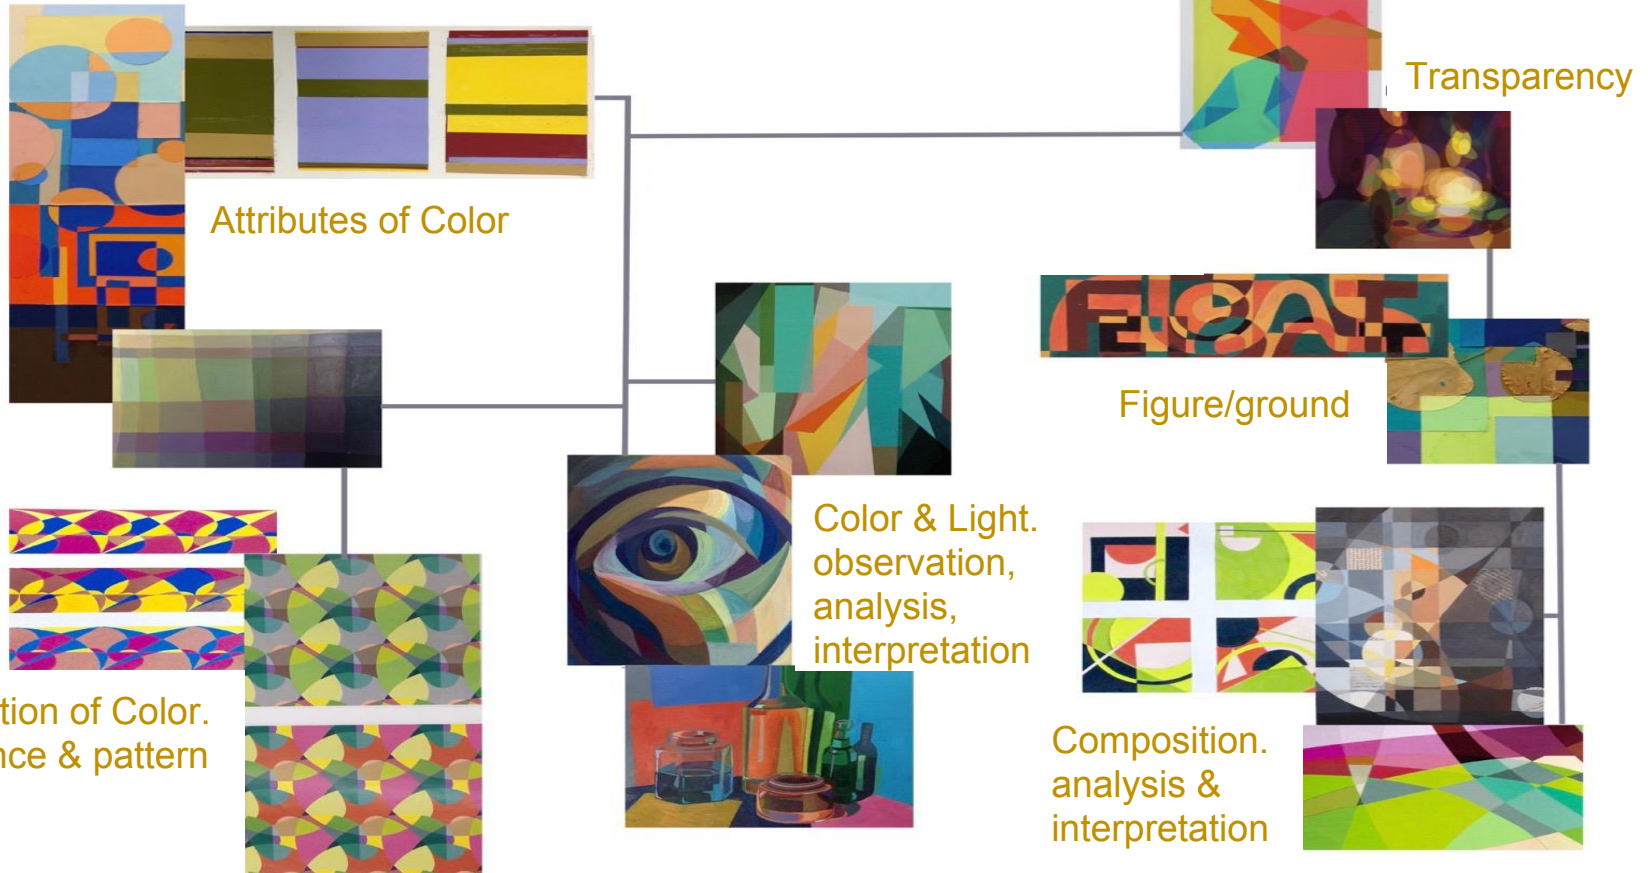 Transparency
Attributes of Color
FLOAT
Figure/ground
Color & Light.
observation,
analysis,
interpretation
tion of Color.
nce & pattern
Composition.
analysis &
interpretation